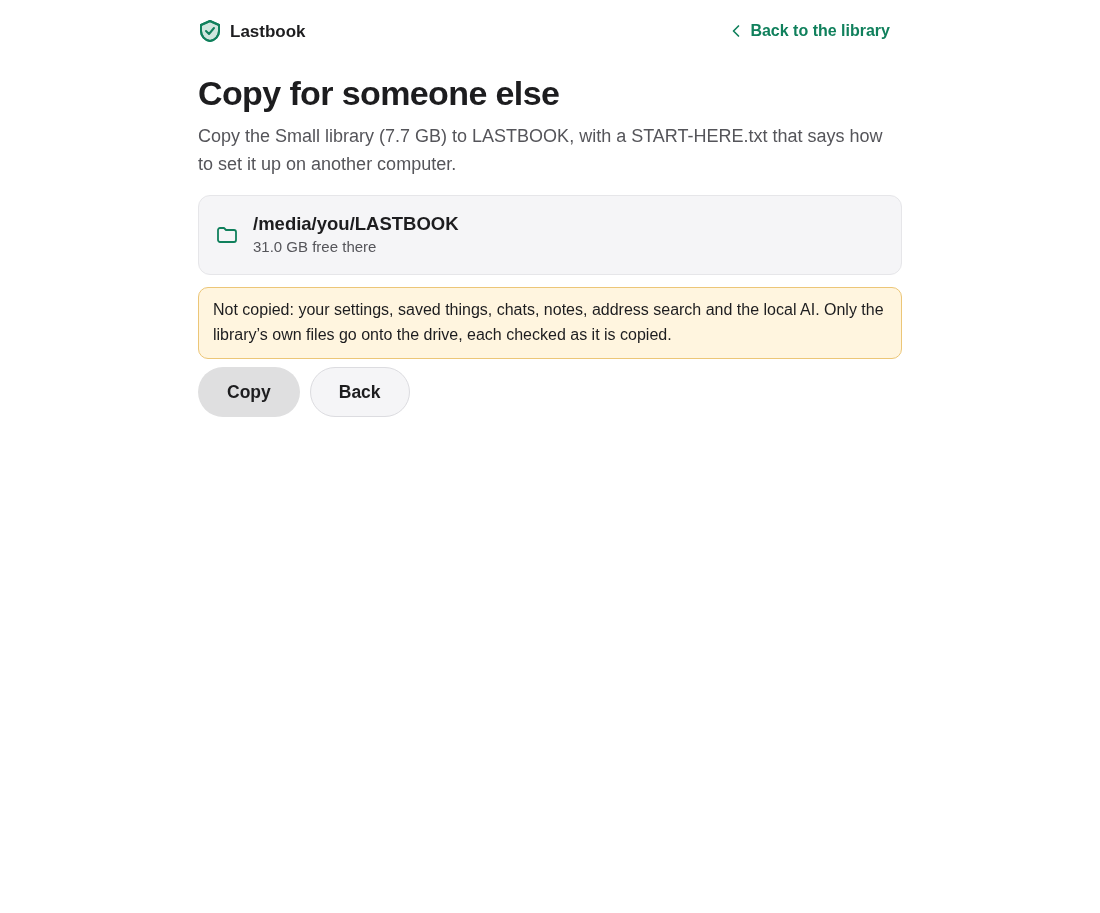 Lastbook
Back to the library
Copy for someone else
Copy the Small library (7.7 GB) to LASTBOOK, with a START-HERE.txt that says how
to set it up on another computer.
/media/you/LASTBOOK
31.0 GB free there
Not copied: your settings, saved things, chats, notes, address search and the local AI. Only the
library’s own files go onto the drive, each checked as it is copied.
Copy
Back